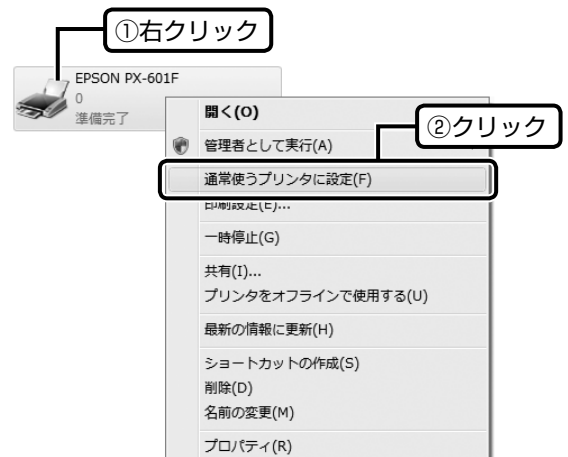 ①右クリック
EPSON PX-601F
0
準備完了
開く(O)
②クリック
管理者として実行(A)
通常使うプリンタに設定(F)
印刷設定(E)...
一時停止(G)
共有(I)...
プリンタをオフラインで使用する(U)
最新の情報に更新(H)
ショートカットの作成(S)
削除(D)
名前の変更(M)
プロパティ(R)